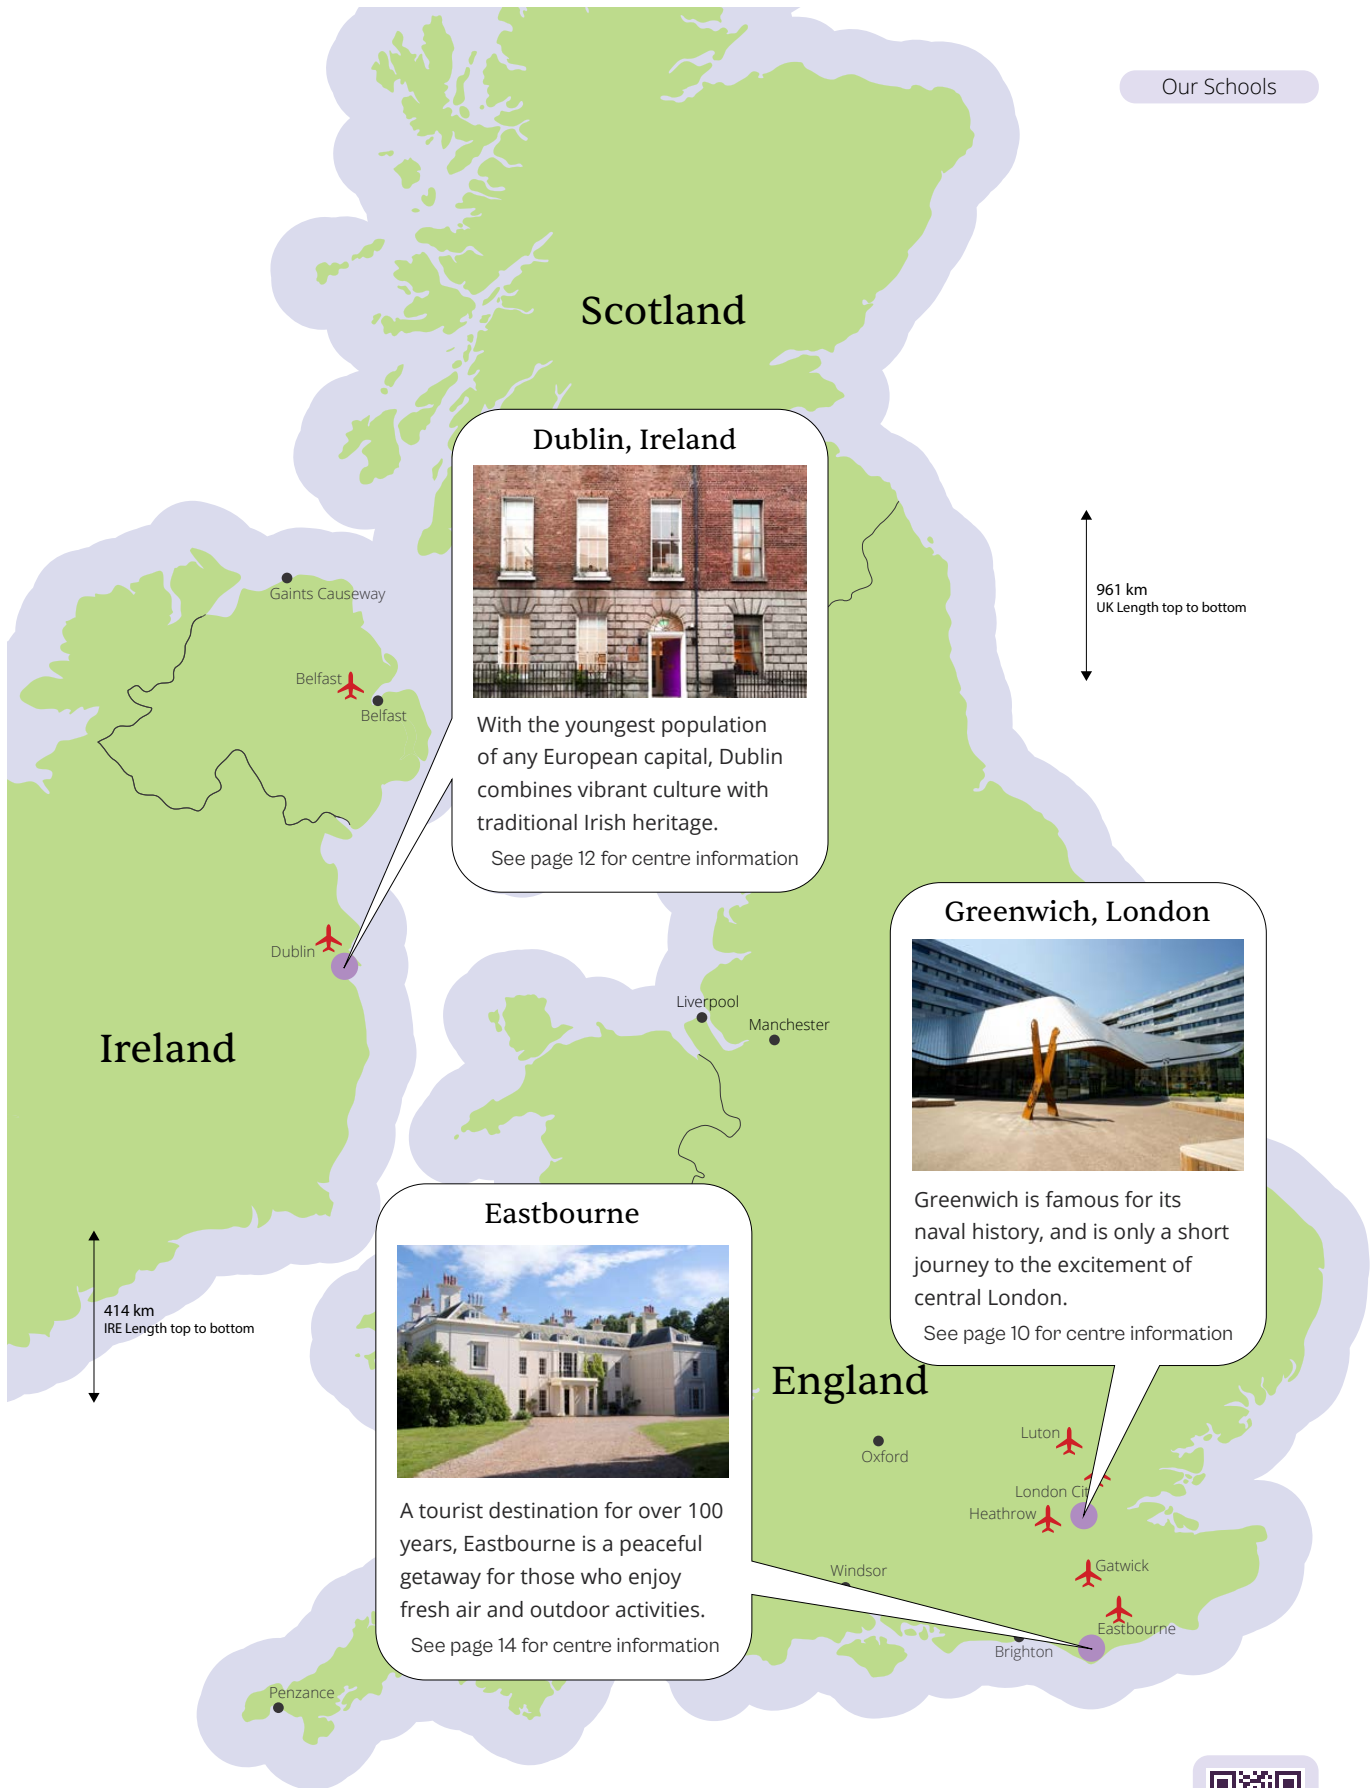 Our Schools
Scotland
Dublin, Ireland
With the youngest population
of any European capital, Dublin
combines vibrant culture with
traditional Irish heritage.
See page 12 for centre information
961 km
UK Length top to bottom
Gaints Causeway
Belfast
Belfast
Dublin
Ireland
Liverpool
Manchester
Greenwich, London
Greenwich is famous for its
naval history, and is only a short
journey to the excitement of
central London.
See page 10 for centre information
Eastbourne
A tourist destination for over 100
years, Eastbourne is a peaceful
getaway for those who enjoy
fresh air and outdoor activities.
See page 14 for centre information
414 km
IRE Length top to bottom
England
Oxford
Luton
London Cit
Heathrow
Gatwick
Windsor
Eastbourne
Brighton
Penzance